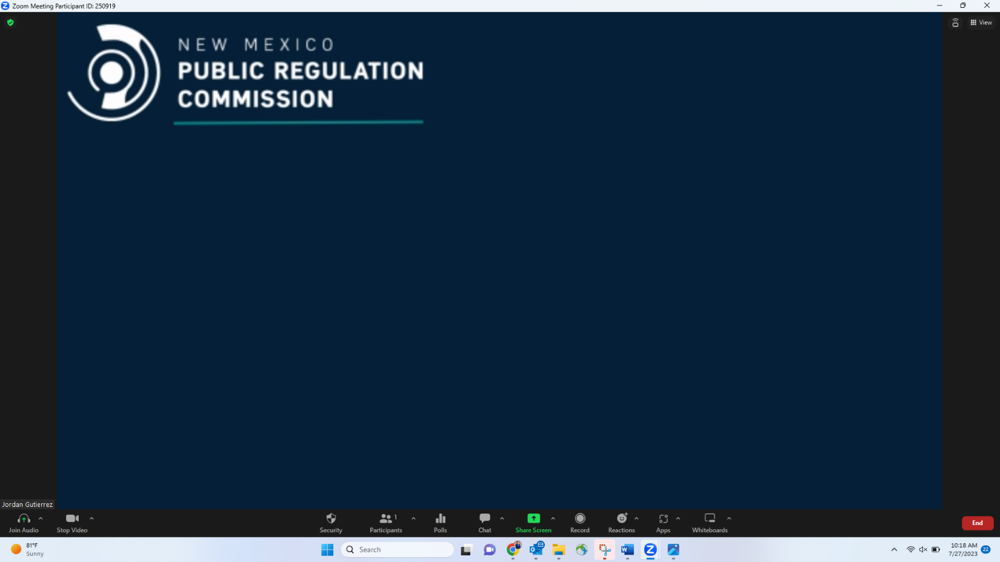 Zoom Meeting Participant ID: 250919
View
NEW MEXICO
PUBLIC REGULATION
COMMISSION
Jordan Gutierrez
1
Join Audio
Stop Video
Security
Participants
Polls
Chat
Share Screen
Record
Reactions
Apps
Whiteboards
End
81°F
Sunny
Search
10:18 AM
7/27/2023
22